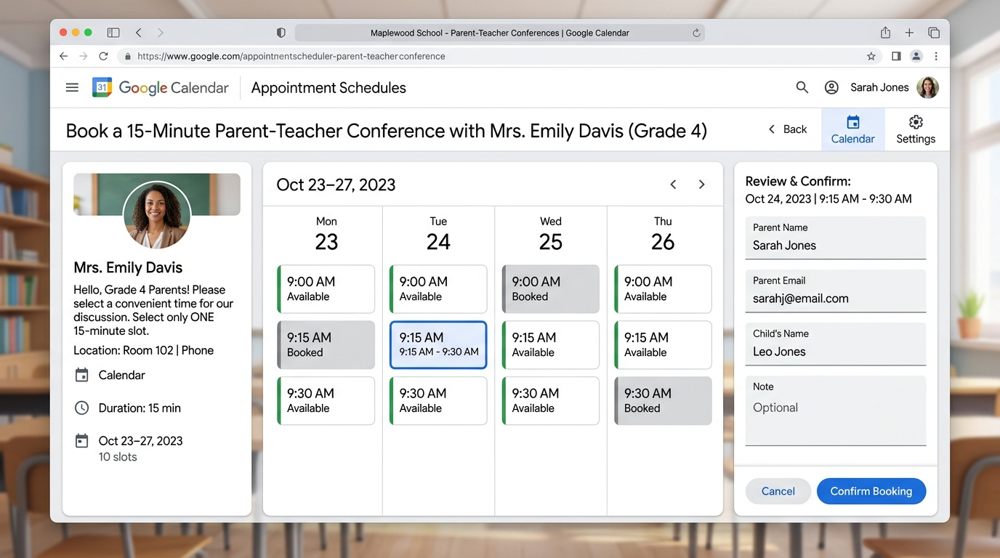 Maplewood School - Parent-Teacher Conferences | Google Calendar
https://www.google.com/appointmentscheduler-parent-teacherconference
31
Google Calendar
Appointment Schedules
Sarah Jones
Book a 15-Minute Parent-Teacher Conference with Mrs. Emily Davis (Grade 4)
Back
Calendar
Settings
Mrs. Emily Davis
Hello, Grade 4 Parents! Please
select a convenient time for our
discussion. Select only ONE
15-minute slot.
Location: Room 102 | Phone
Calendar
Duration: 15 min
Oct 23–27, 2023
10 slots
Oct 23–27, 2023
Mon
23
9:00 AM
Available
9:15 AM
Booked
9:30 AM
Available
Tue
24
9:00 AM
Available
9:15 AM
9:15 AM - 9:30 AM
9:30 AM
Available
Wed
25
9:00 AM
Booked
9:15 AM
Available
9:30 AM
Available
Thu
26
9:00 AM
Available
9:15 AM
Available
9:30 AM
Booked
Review & Confirm:
Oct 24, 2023 | 9:15 AM - 9:30 AM
Parent Name
Sarah Jones
Parent Email
sarahj@email.com
Child's Name
Leo Jones
Note
Optional
Cancel
Confirm Booking